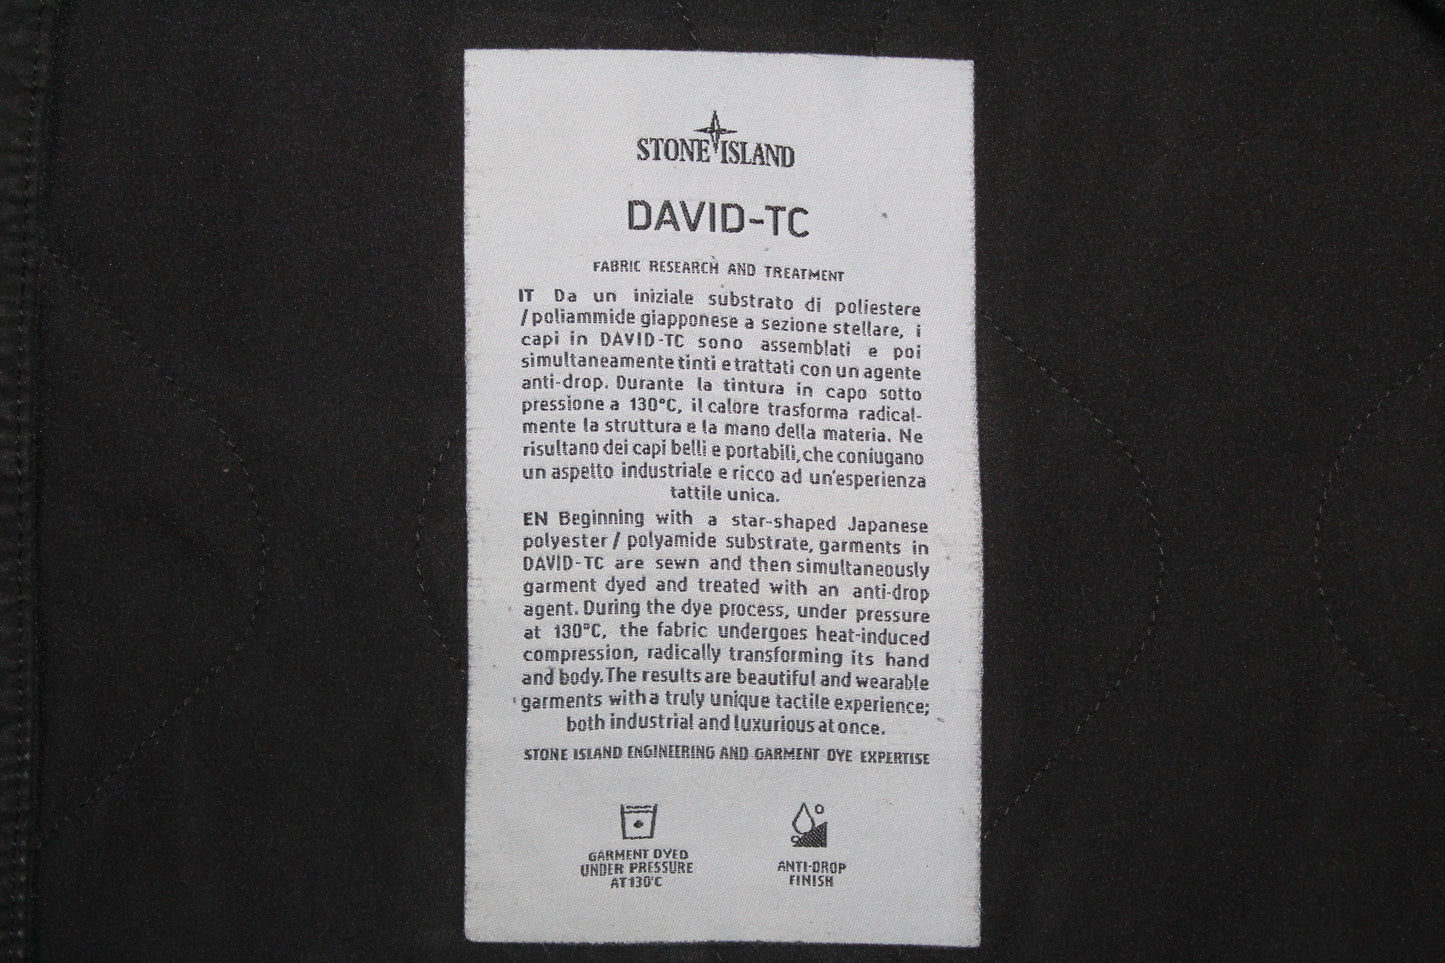 STONE ISLAND
DAVID-TC
FABRIC RESEARCH AND TREATMENT
IT Da un iniziale substrato di poliestere
/poliammide giapponese a sezione stellare, i
capi in DAVID-TC sono assemblati e poi
simultaneamente tinti e trattati con un agente
anti-drop. Durante la tintura in capo sotto
pressione a 130°C, il calore trasforma radical-
mente la struttura e la mano della materia. Ne
risultano dei capi belli e portabili, che coniugano
un aspetto industriale e ricco ad un'esperienza
tattile unica.
EN Beginning with a star-shaped Japanese
polyester / polyamide substrate, garments in
DAVID-TC are sewn and then simultaneously
garment dyed and treated with an anti-drop
agent. During the dye process, under pressure
at 130°C, the fabric undergoes heat-induced
compression, radically transforming its hand
and body. The results are beautiful and wearable
garments with a truly unique tactile experience;
both industrial and luxurious at once.
STONE ISLAND ENGINEERING AND GARMENT DYE EXPERTISE
GARMENT DYED
UNDER PRESSURE
AT 130°C
ANTI-DROP
FINISH